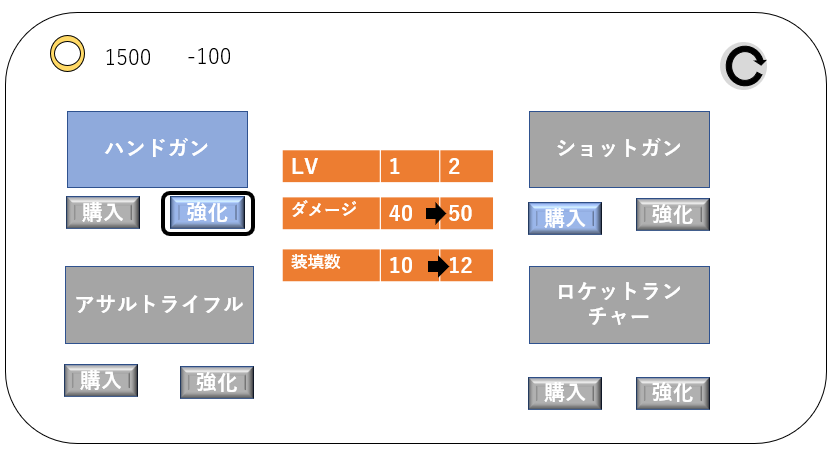 1500 -100
ハンドガン
購入 強化
LV 1 2
ダメージ 40 50
装填数 10 12
ショットガン
購入 強化
アサルトライフル
購入 強化
ロケットラン
チャー
購入 強化